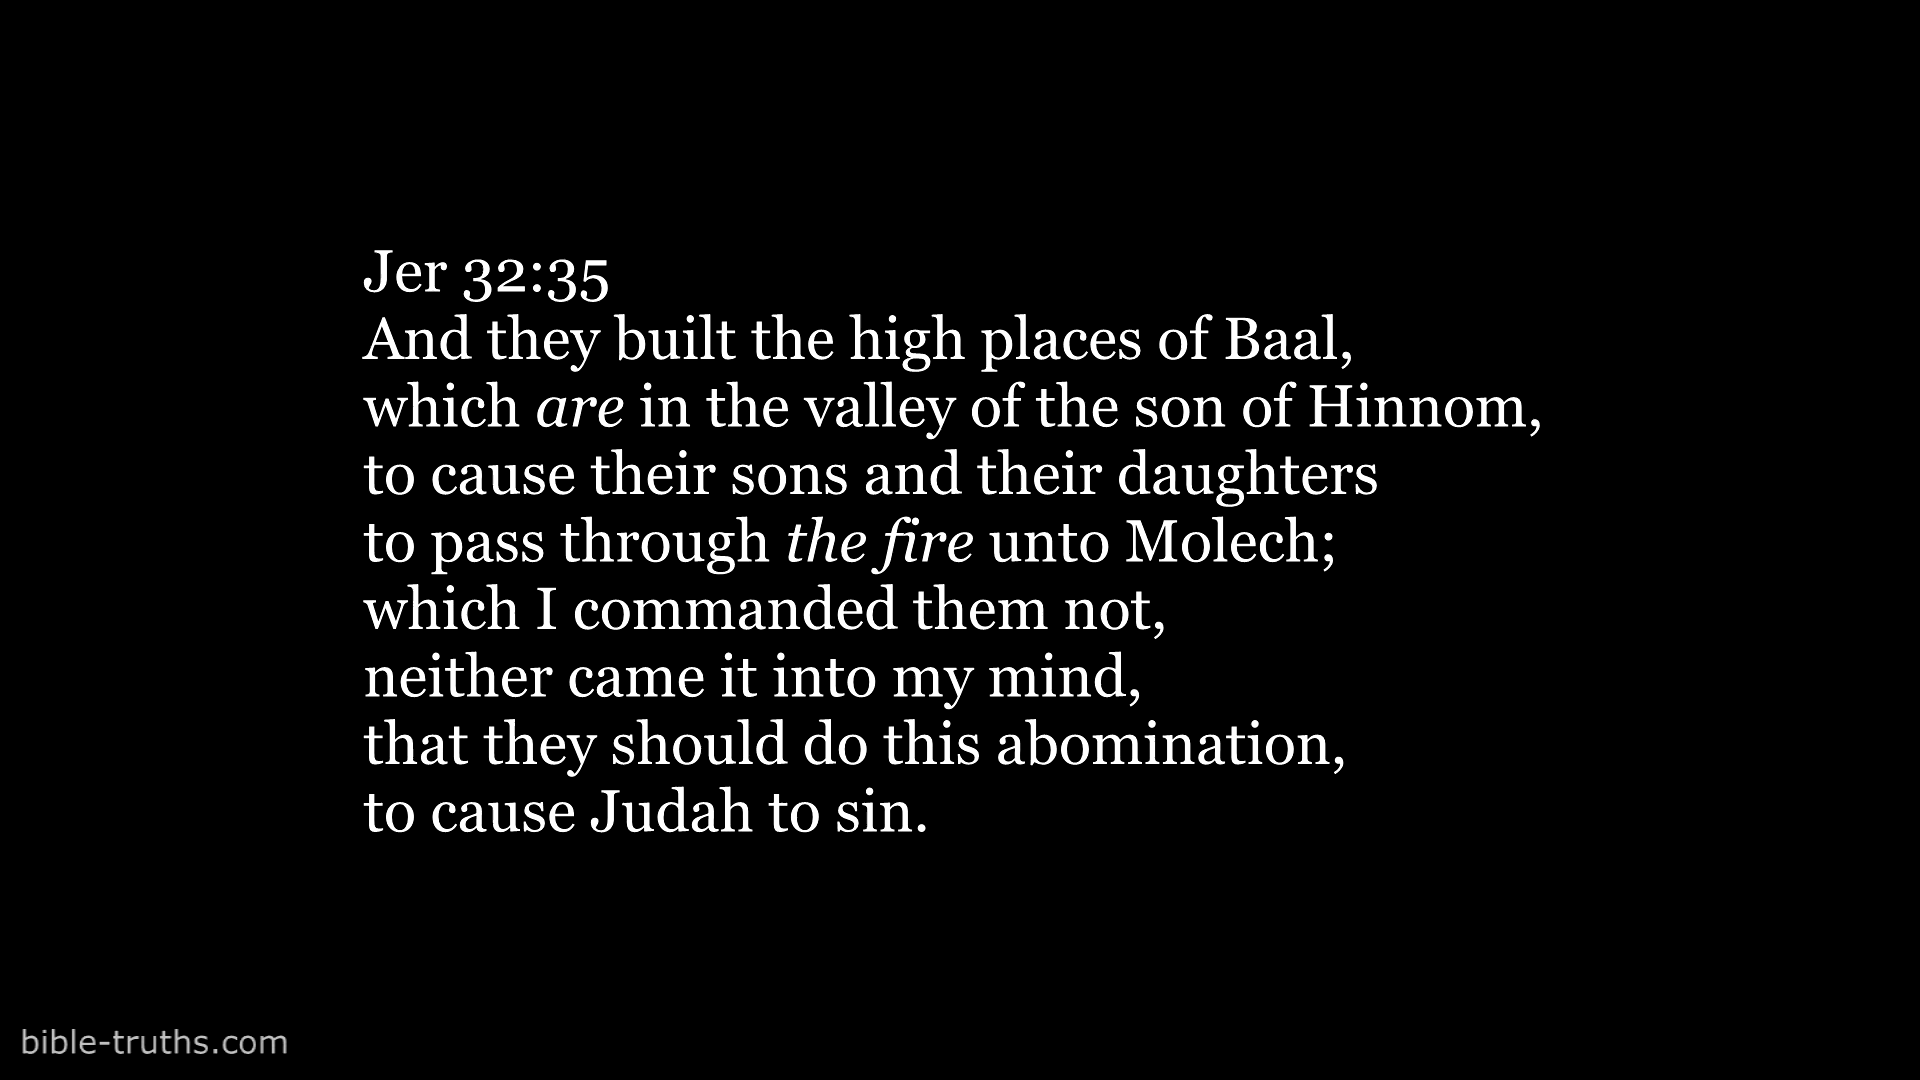 Jer 32:35
And they built the high places of Baal,
which are in the valley of the son of Hinnom,
to cause their sons and their daughters
to pass through the fire unto Molech;
which I commanded them not,
neither came it into my mind,
that they should do this abomination,
to cause Judah to sin.
bible-truths.com